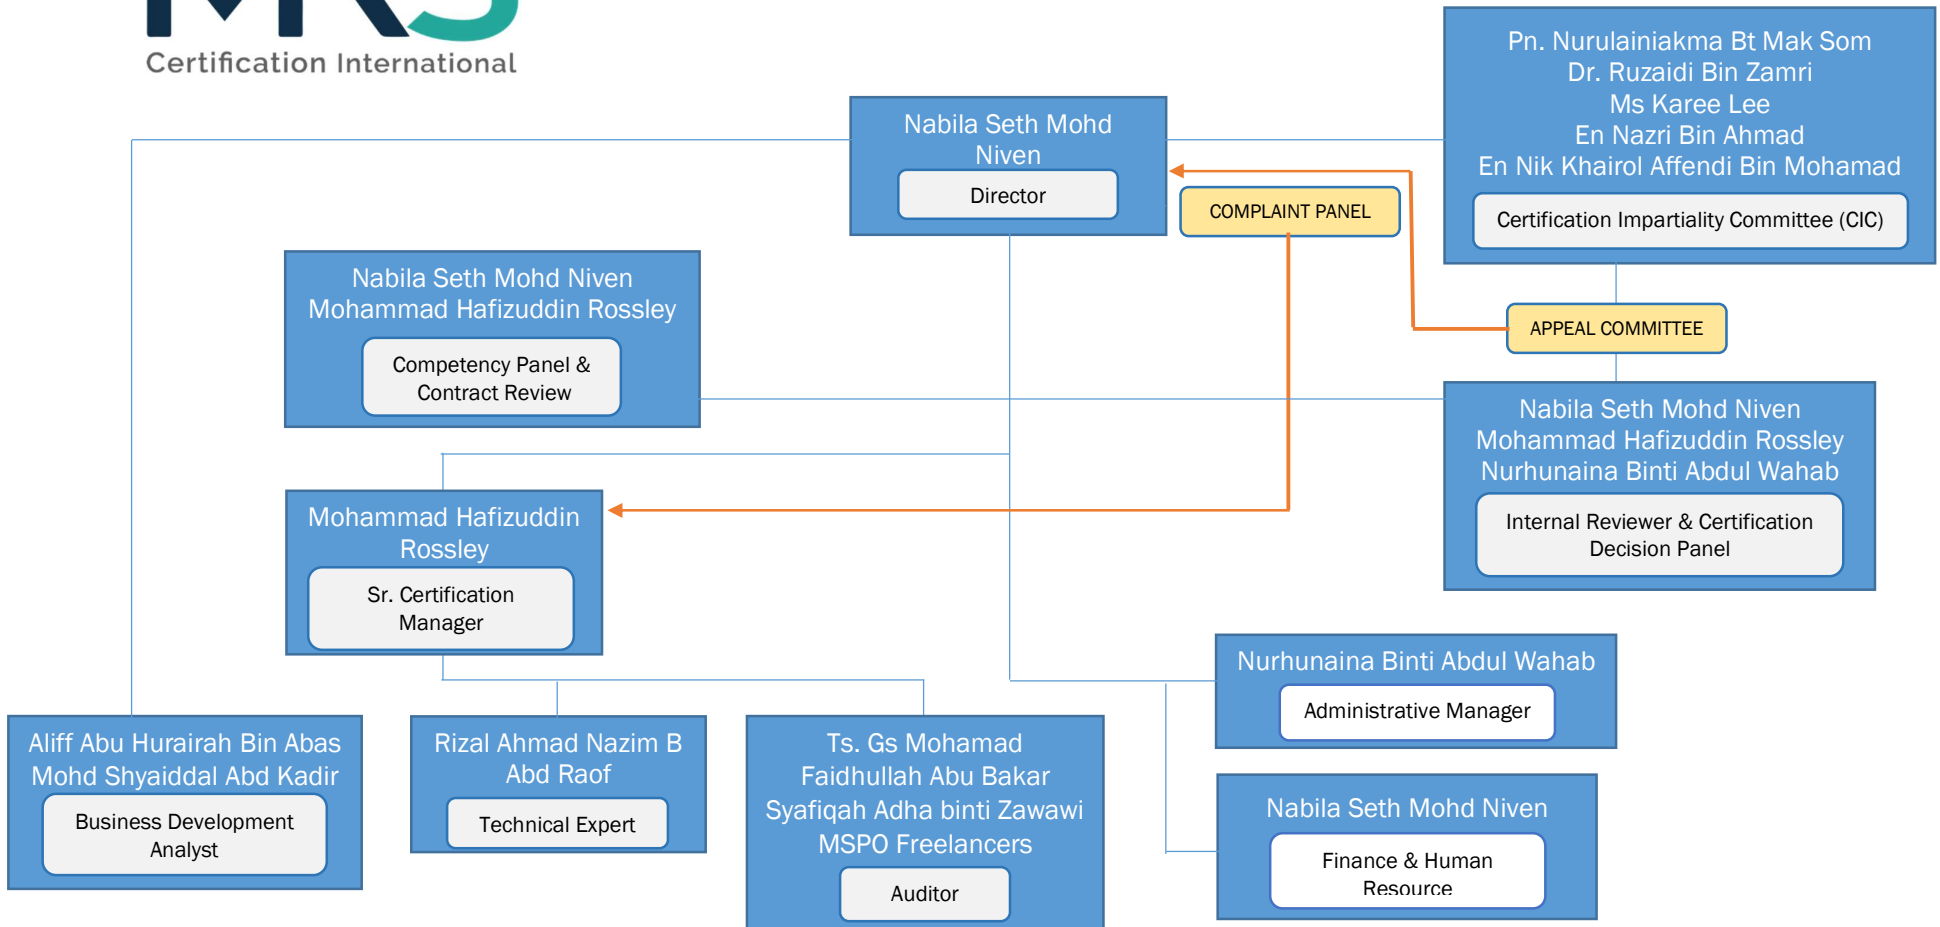 MKS
Certification International
Pn. Nurulainiakma Bt Mak Som
Dr. Ruzaidi Bin Zamri
Ms Karee Lee
En Nazri Bin Ahmad
En Nik Khairol Affendi Bin Mohamad
Certification Impartiality Committee (CIC)
Nabila Seth Mohd
Niven
Director
COMPLAINT PANEL
APPEAL COMMITTEE
Nabila Seth Mohd Niven
Mohammad Hafizuddin Rossley
Competency Panel &
Contract Review
Nabila Seth Mohd Niven
Mohammad Hafizuddin Rossley
Nurhunaina Binti Abdul Wahab
Internal Reviewer & Certification
Decision Panel
Mohammad Hafizuddin
Rossley
Sr. Certification
Manager
Nurhunaina Binti Abdul Wahab
Administrative Manager
Aliff Abu Hurairah Bin Abas
Mohd Shyaiddal Abd Kadir
Business Development
Analyst
Rizal Ahmad Nazim B
Abd Raof
Technical Expert
Ts. Gs Mohamad
Faidhullah Abu Bakar
Syafiqah Adha binti Zawawi
MSPO Freelancers
Auditor
Nabila Seth Mohd Niven
Finance & Human
Resource